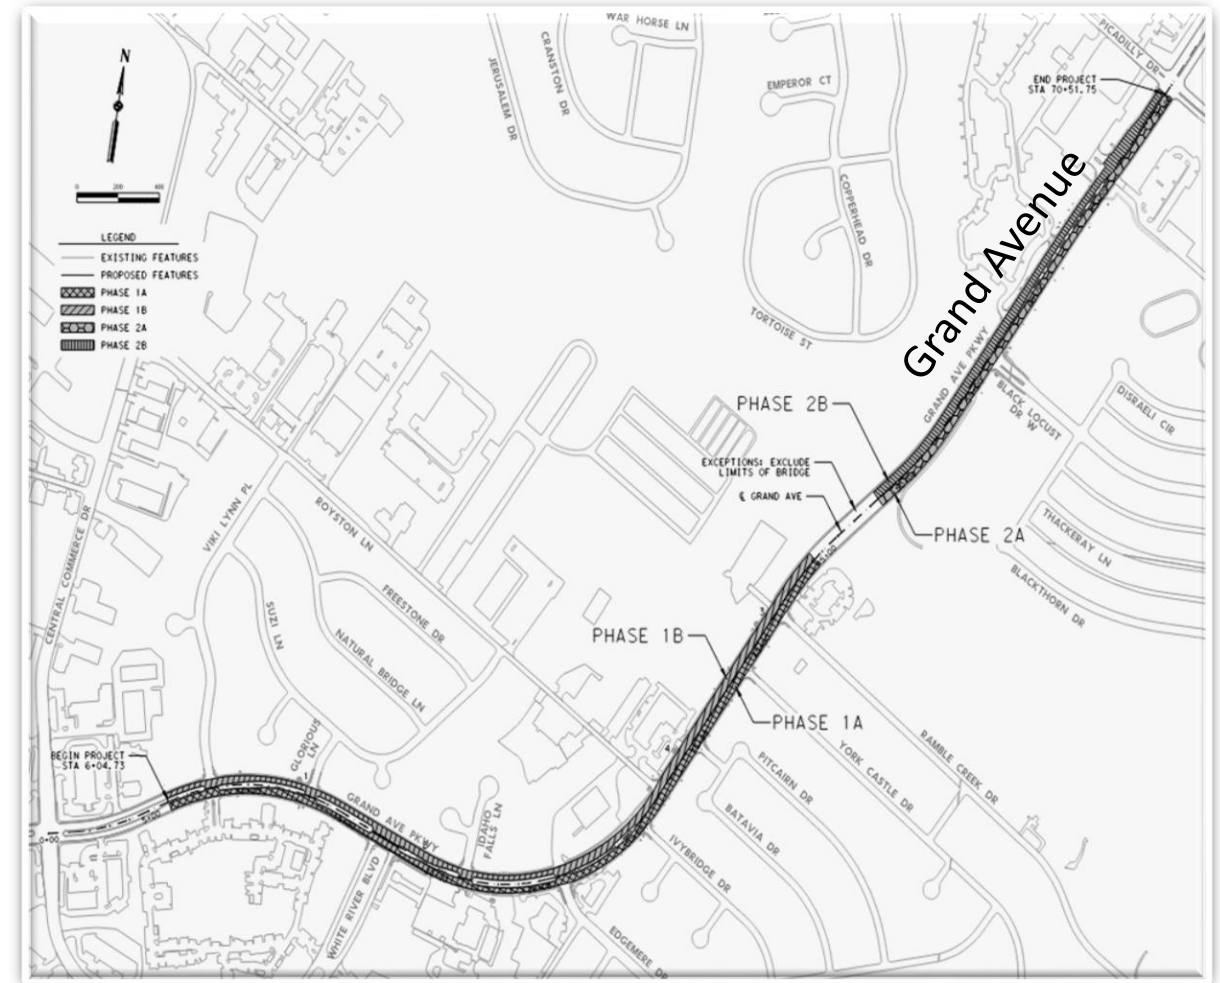 WAR HORSE LN
CRANSTON DR
JERUSALEM DR
EMPEROR CT
COPPERHEAD DR
TORTOISE ST
PICADILLY DR
END PROJECT
STA 70+51.75
N
0 200 400
LEGEND
EXISTING FEATURES
PROPOSED FEATURES
PHASE 1A
PHASE 1B
PHASE 2A
PHASE 2B
Grand Avenue
GRAND AVE PKWY
BLACK LOCUST
DR W
DISRAELI CIR
PHASE 2B
EXCEPTIONS: EXCLUDE
LIMITS OF BRIDGE
℄ GRAND AVE
PHASE 2A
THACKERAY LN
BLACKTHORN DR
CENTRAL COMMERCE DR
VIKI LYNN PL
ROYSTON LN
FREESTONE DR
SUZI LN
NATURAL BRIDGE LN
PHASE 1B
PHASE 1A
GLORIOUS
LN
BEGIN PROJECT
STA 6+04.73
0+00
GRAND AVE PKWY
IDAHO
FALLS LN
WHITE RIVER BLVD
RAMBLE CREEK DR
YORK CASTLE DR
PITCAIRN DR
BATAVIA DR
IVYBRIDGE DR
EDGEMERE DR